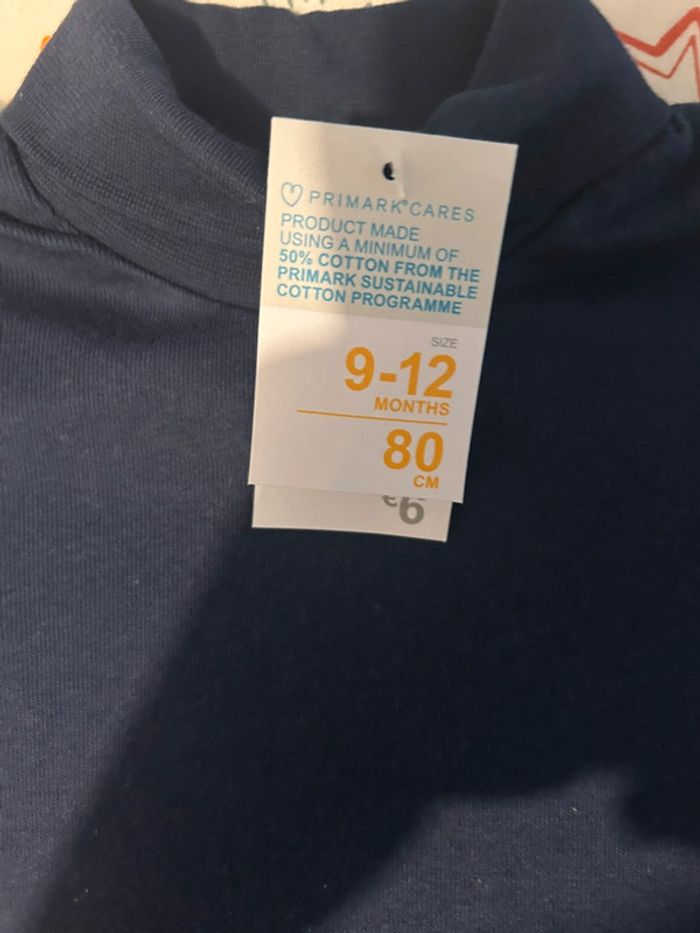 PRIMARK®CARES
PRODUCT MADE
USING A MINIMUM OF
50% COTTON FROM THE
PRIMARK SUSTAINABLE
COTTON PROGRAMME
SIZE
9-12
MONTHS
80
CM
€6